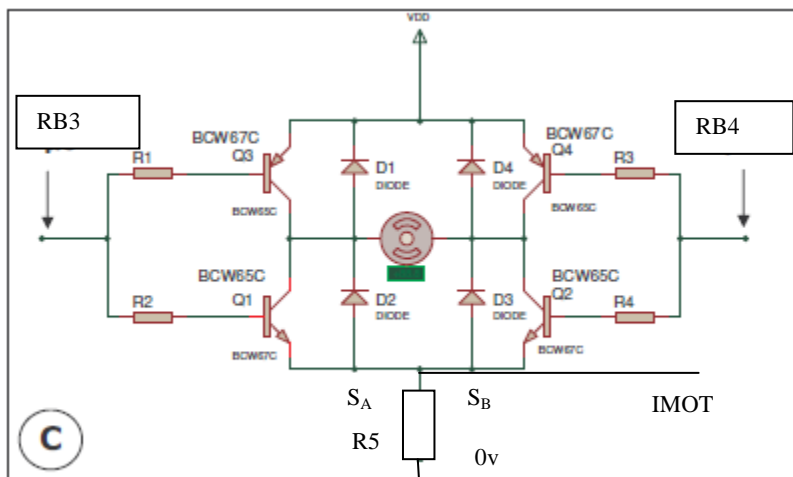 VDD
RB3
RB4
BCW67C
Q3
BCW67C
Q4
R1
D1
D4
R3
DIODE
DIODE
BCW65C
BCW65C
BCW65C
Q1
BCW65C
Q2
R2
D2
D3
R4
DIODE
DIODE
BCW67C
BCW67C
SA
SB
IMOT
R5
0v
C